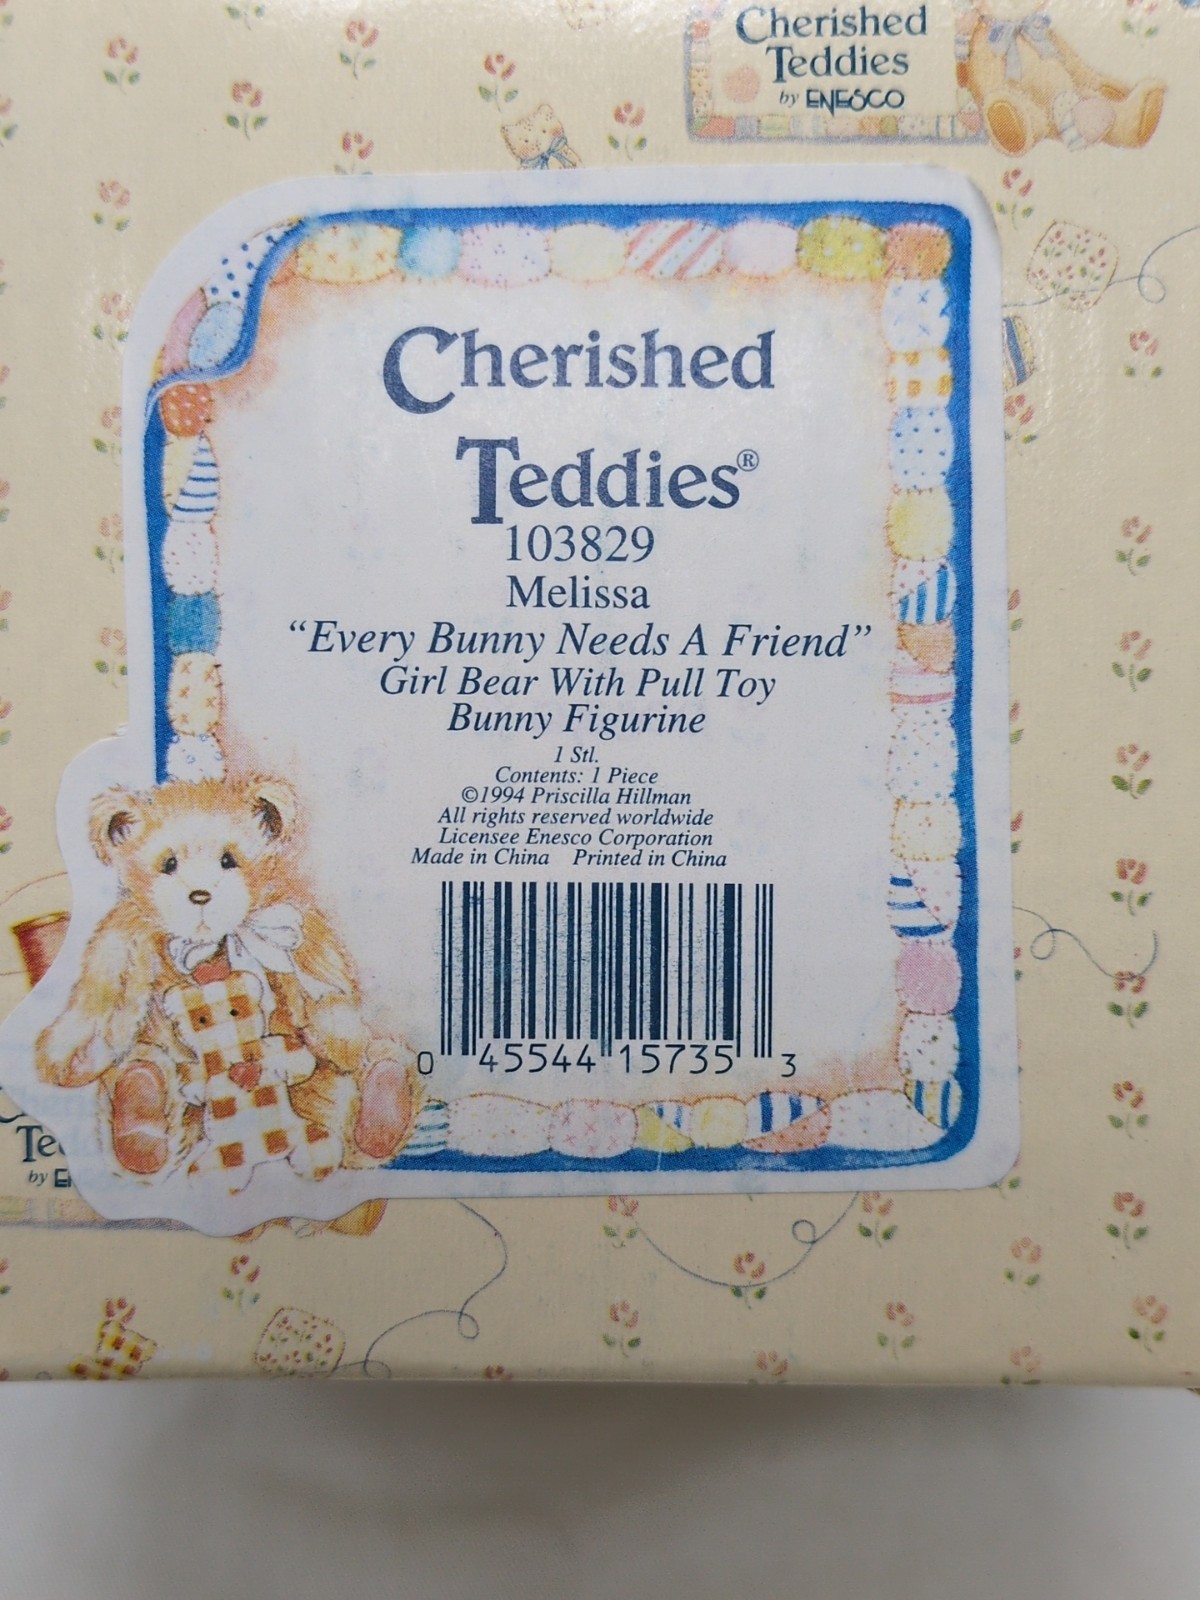 Cherished
Teddies
by ENESCO
Cherished
Teddies®
103829
Melissa
“Every Bunny Needs A Friend”
Girl Bear With Pull Toy
Bunny Figurine
1 Stl.
Contents: 1 Piece
©1994 Priscilla Hillman
All rights reserved worldwide
Licensee Enesco Corporation
Made in China Printed in China
0 45544 15735 3
by